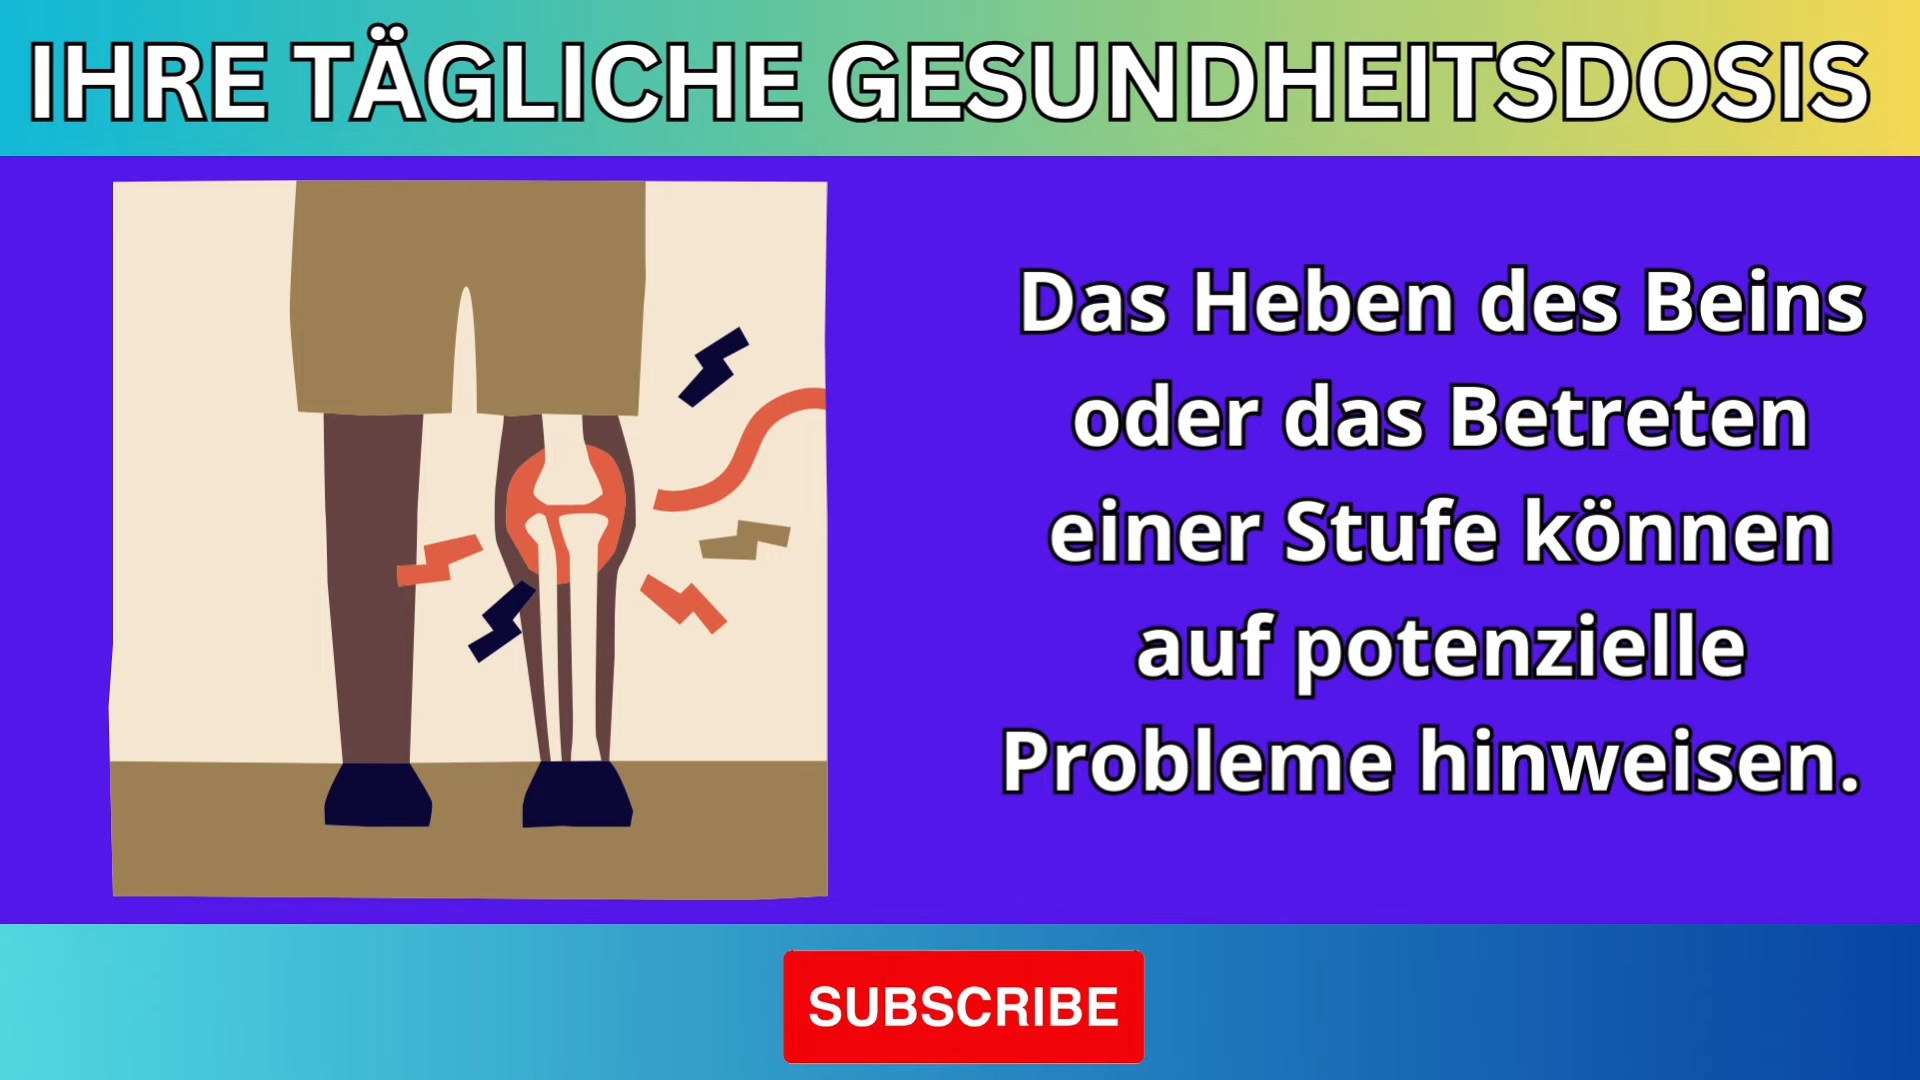 IHRE TÄGLICHE GESUNDHEITSDOSIS
Das Heben des Beins
oder das Betreten
einer Stufe können
auf potenzielle
Probleme hinweisen.
SUBSCRIBE